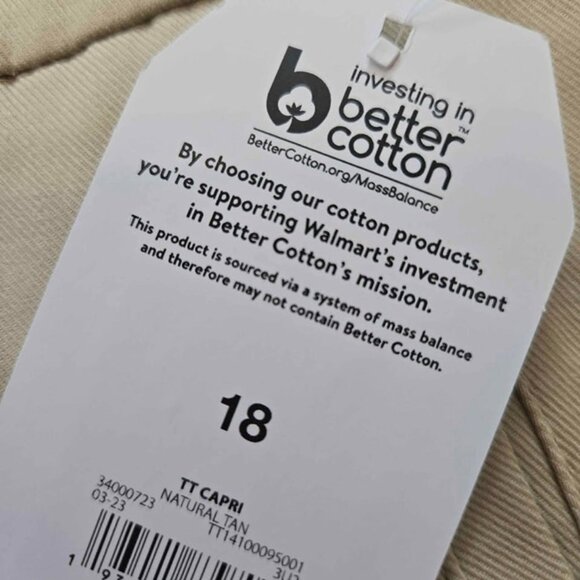 investing in
better™
cotton
BetterCotton.org/MassBalance
By choosing our cotton products,
you're supporting Walmart's investment
in Better Cotton's mission.
This product is sourced via a system of mass balance
and therefore may not contain Better Cotton.
18
TT CAPRI
34000723 NATURAL TAN
03-23 TT14100095001